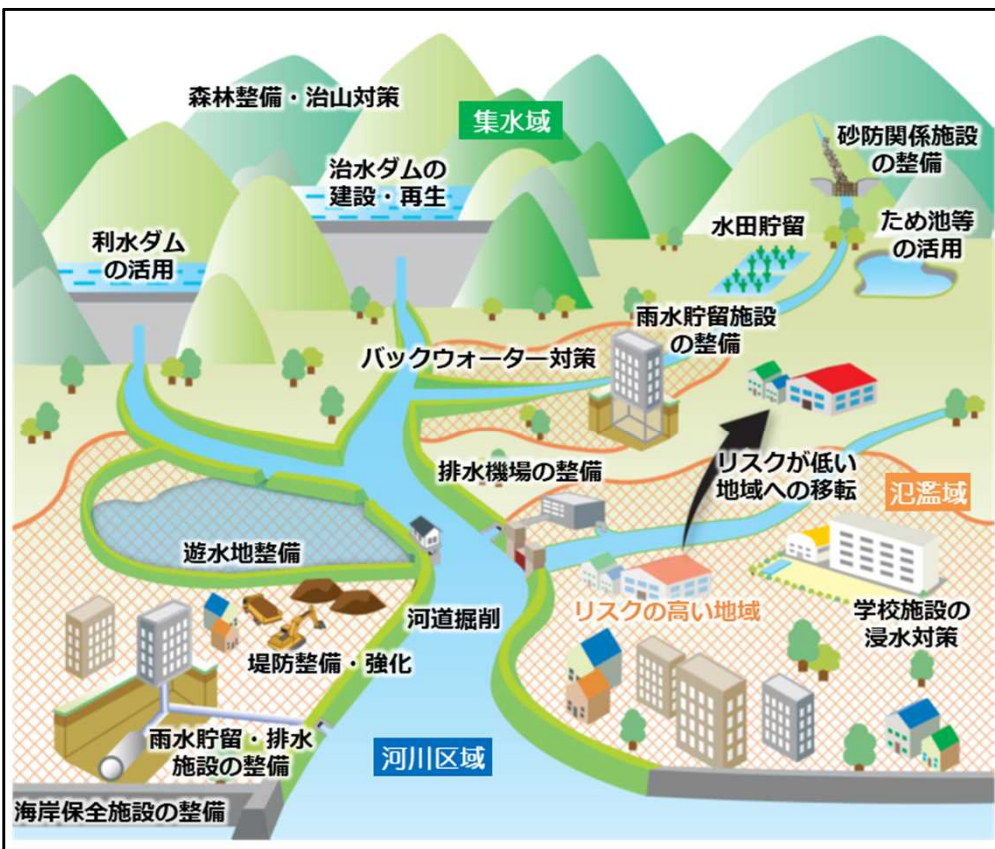 森林整備・治山対策
集水域
砂防関係施設
の整備
治水ダムの
建設・再生
水田貯留
ため池等
の活用
利水ダム
の活用
雨水貯留施設
の整備
バックウォーター対策
排水機場の整備
リスクが低い
地域への移転
氾濫域
遊水地整備
河道掘削
リスクの高い地域
学校施設の
浸水対策
堤防整備・強化
雨水貯留・排水
施設の整備
河川区域
海岸保全施設の整備